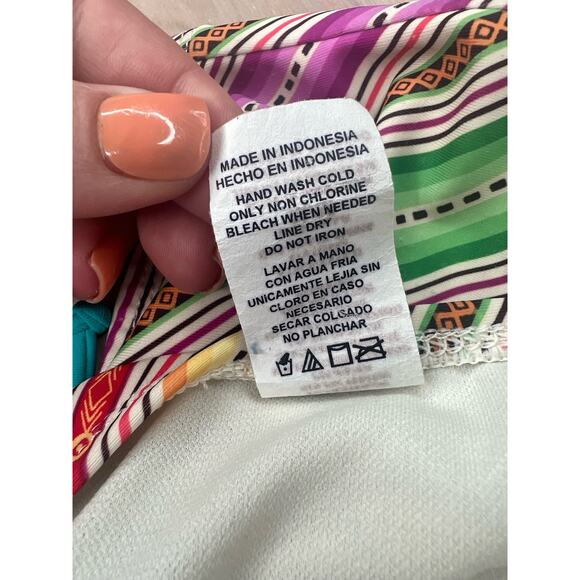 MADE IN INDONESIA
HECHO EN INDONESIA
HAND WASH COLD
ONLY NON CHLORINE
BLEACH WHEN NEEDED
LINE DRY
DO NOT IRON
LAVAR A MANO
CON AGUA FRIA
UNICAMENTE LEJIA SIN
CLORO EN CASO
NECESARIO
SECAR COLGADO
NO PLANCHAR